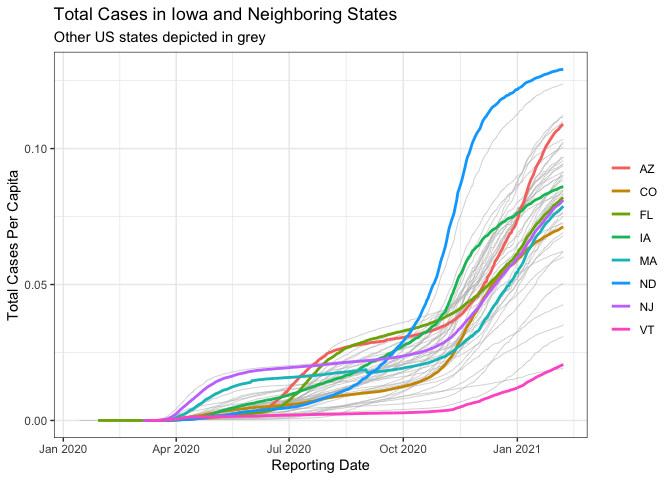 Total Cases in Iowa and Neighboring States
Other US states depicted in grey
Total Cases Per Capita
0.10
0.05
0.00
Jan 2020
Apr 2020
Jul 2020
Oct 2020
Jan 2021
Reporting Date
AZ
CO
FL
IA
MA
ND
NJ
VT